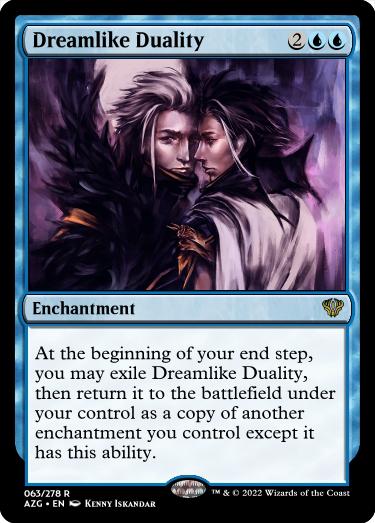 Dreamlike Duality 2
Enchantment
At the beginning of your end step,
you may exile Dreamlike Duality,
then return it to the battlefield under
your control as a copy of another
enchantment you control except it
has this ability.
063/278 R
AZG • EN Kenny Iskandar ™ & © 2022 Wizards of the Coast